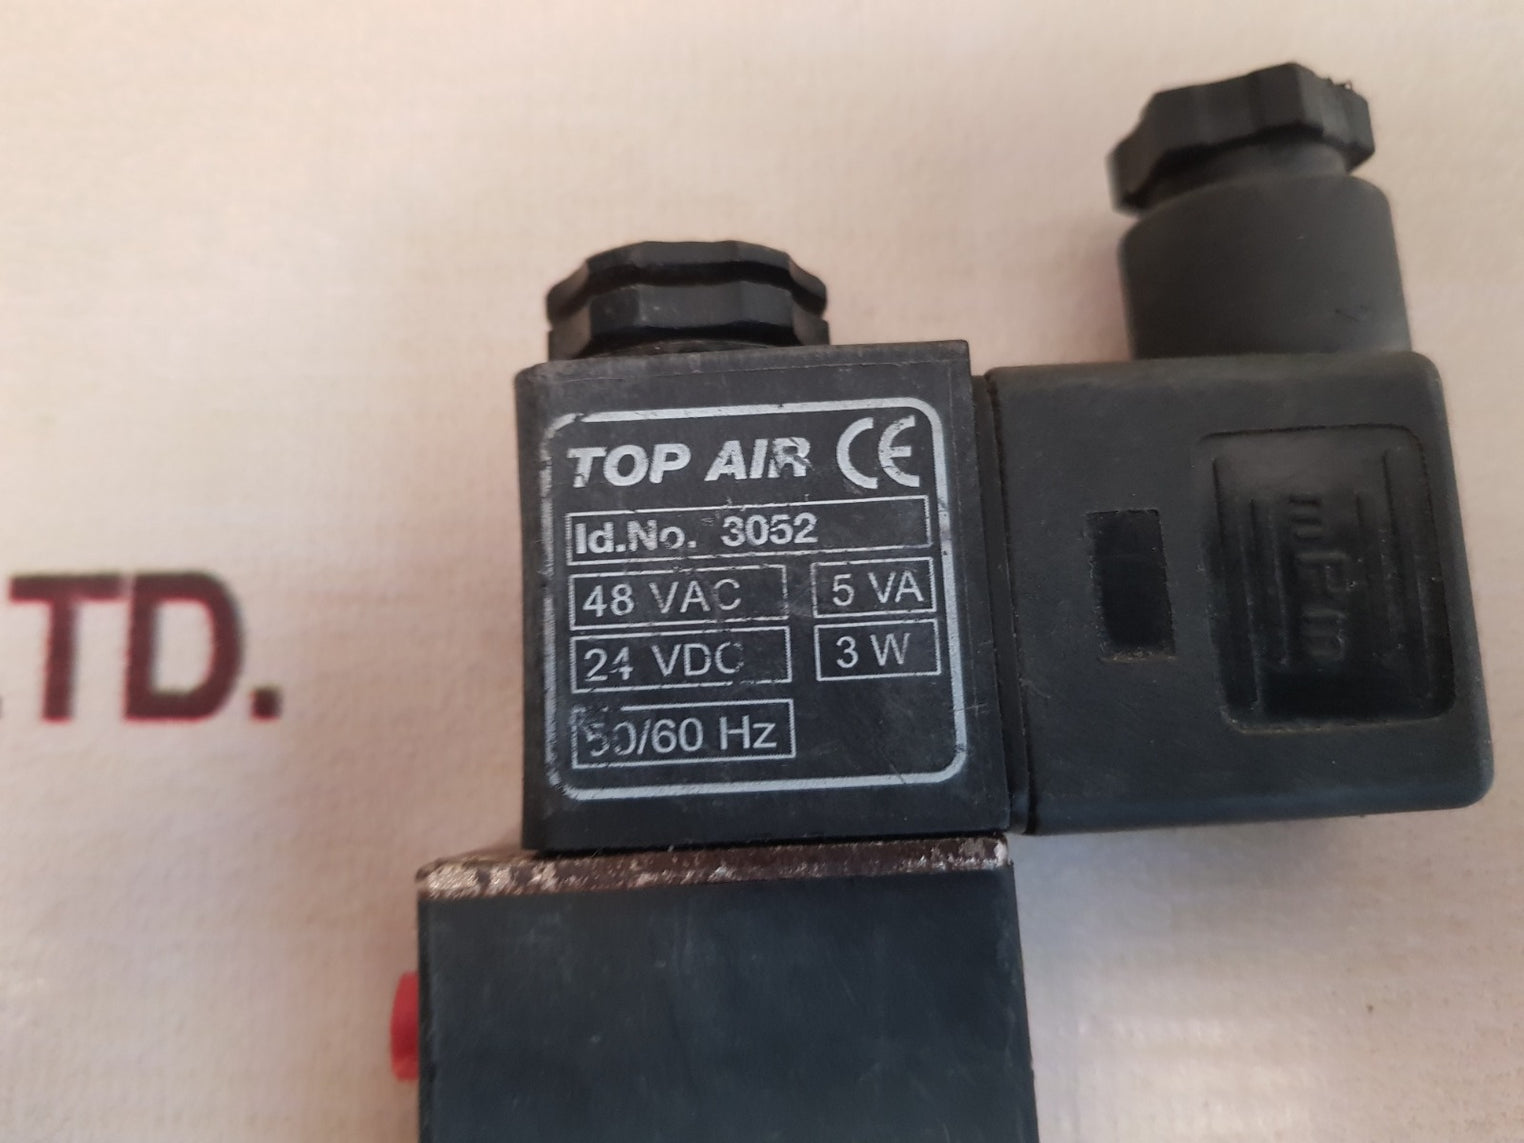 TOP AIR CE
Id.No. 3052
48 VAC 5 VA
24 VDC 3 W
50/60 Hz
TD.